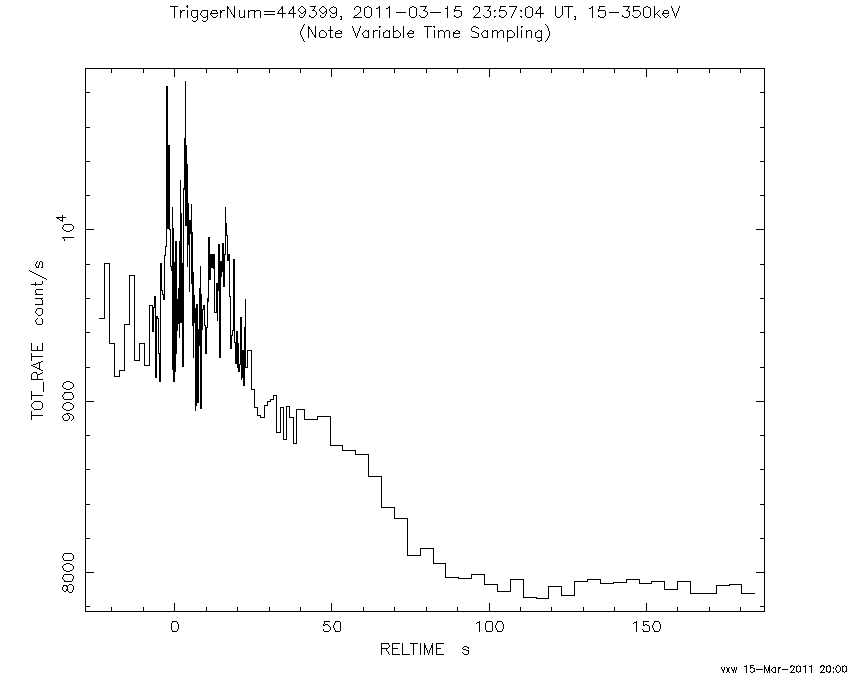 TriggerNum=449399, 2011-03-15 23:57:04 UT, 15-350keV
(Note Variable Time Sampling)
TOT_RATE count/s
10⁴
9000
8000
0 50 100 150
RELTIME s
vxw 15-Mar-2011 20:00